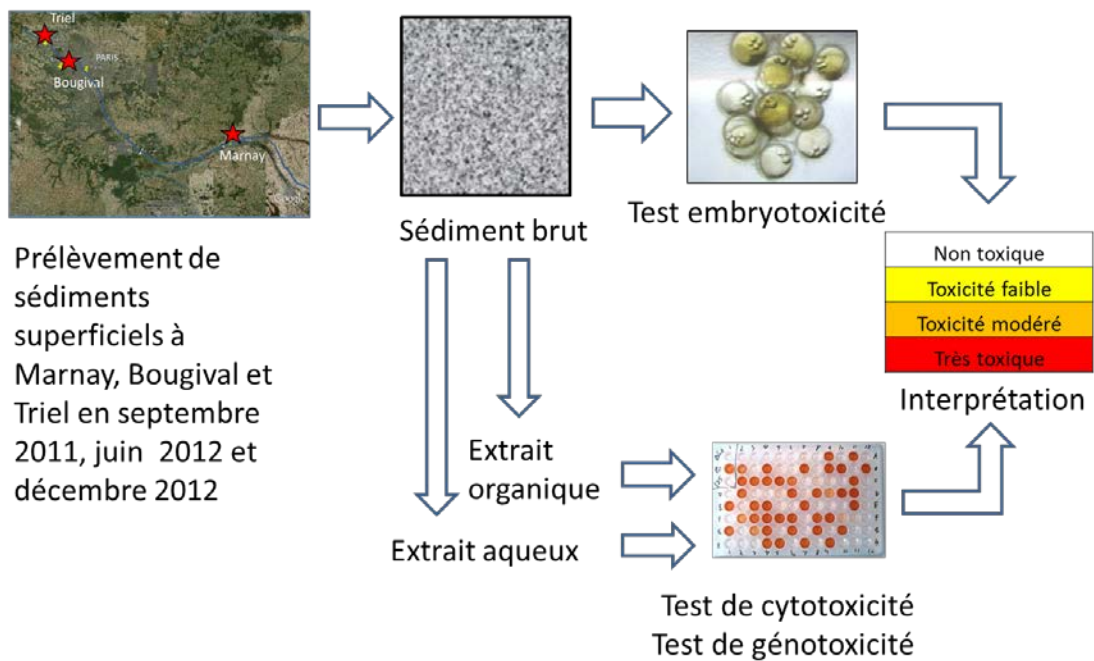 Triel
PARIS
Bougival
Marnay
Google
Prélèvement de
sédiments
superficiels à
Marnay, Bougival et
Triel en septembre
2011, juin 2012 et
décembre 2012
Sédiment brut
Test embryotoxicité
Non toxique
Toxicité faible
Toxicité modéré
Très toxique
Interprétation
Extrait
organique
Extrait aqueux
Test de cytotoxicité
Test de génotoxicité